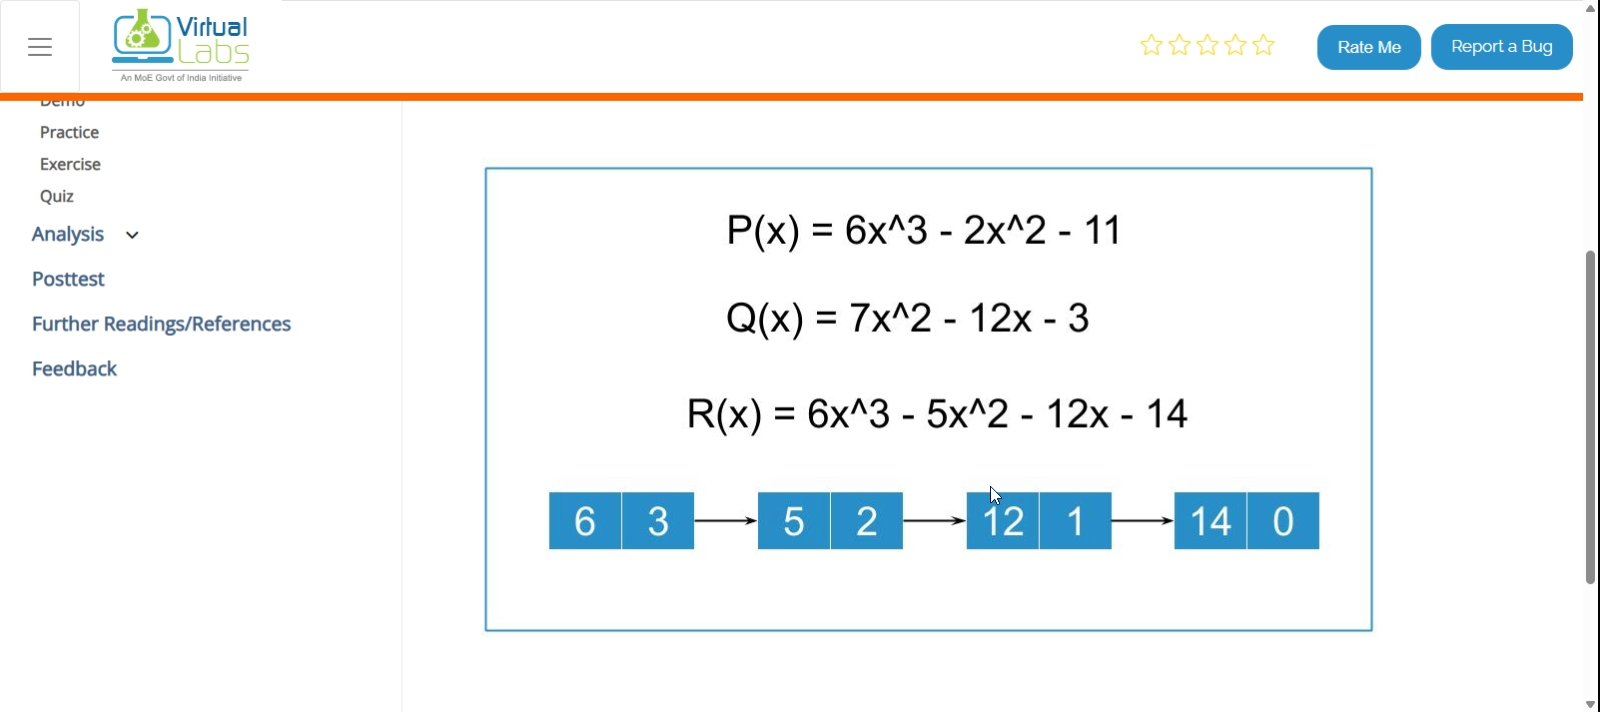 Virtual
Labs
An MoE Govt of India Initiative
Rate Me
Report a Bug
Demo
Practice
Exercise
Quiz
Analysis
Posttest
Further Readings/References
Feedback
P(x) = 6x^3 - 2x^2 - 11
Q(x) = 7x^2 - 12x - 3
R(x) = 6x^3 - 5x^2 - 12x - 14
6 3 5 2 12 1 14 0